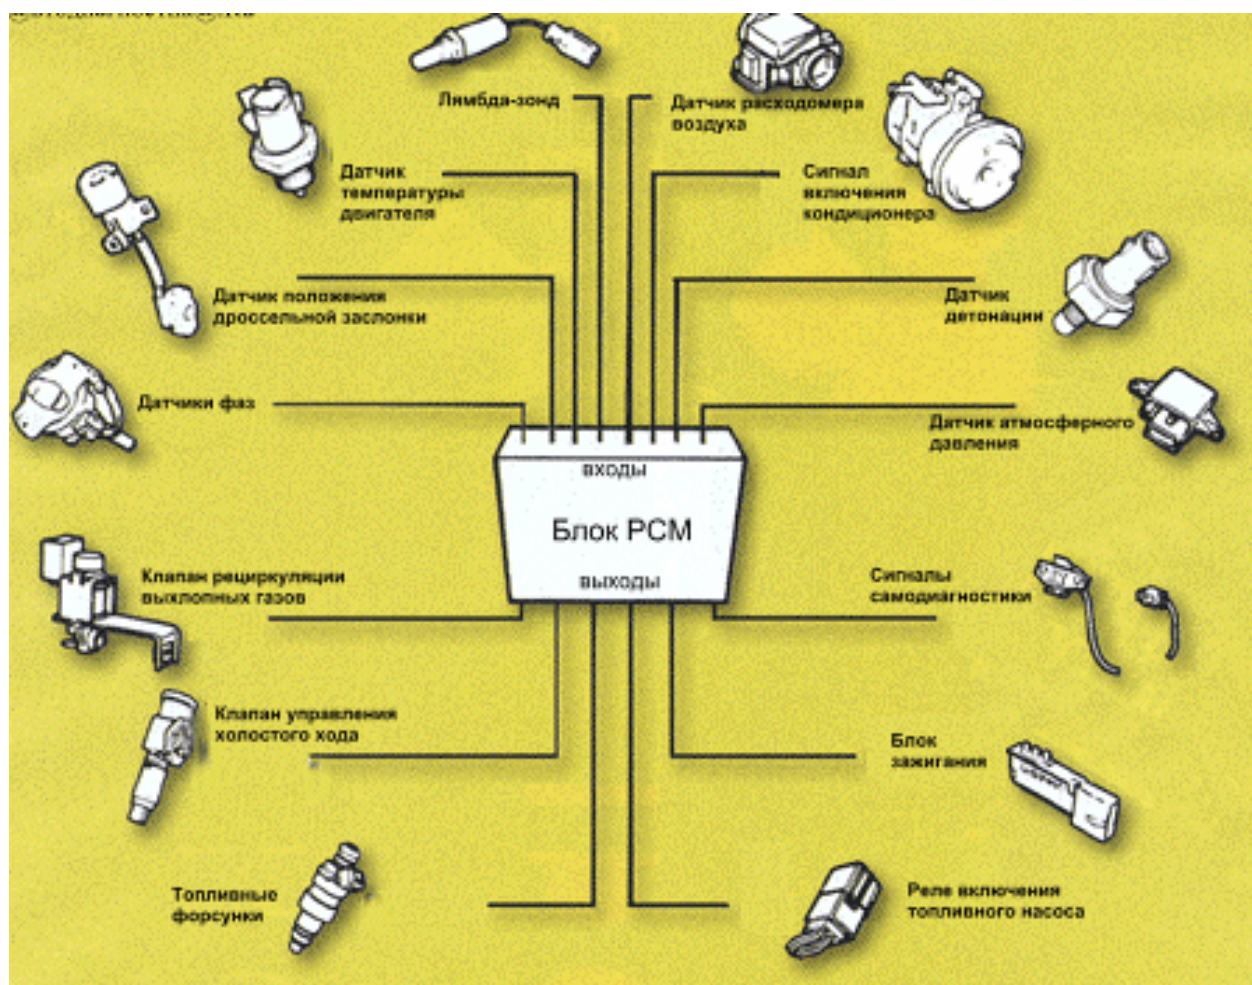 Лямбда-зонд
Датчик расходомера
воздуха
Датчик
температуры
двигателя
Сигнал
включения
кондиционера
Датчик положения
дроссельной заслонки
Датчик
детонации
Датчики фаз
Датчик атмосферного
давления
входы
Блок PCM
выходы
Клапан рециркуляции
выхлопных газов
Сигналы
самодиагностики
Клапан управления
холостого хода
Блок
зажигания
Топливные
форсунки
Реле включения
топливного насоса